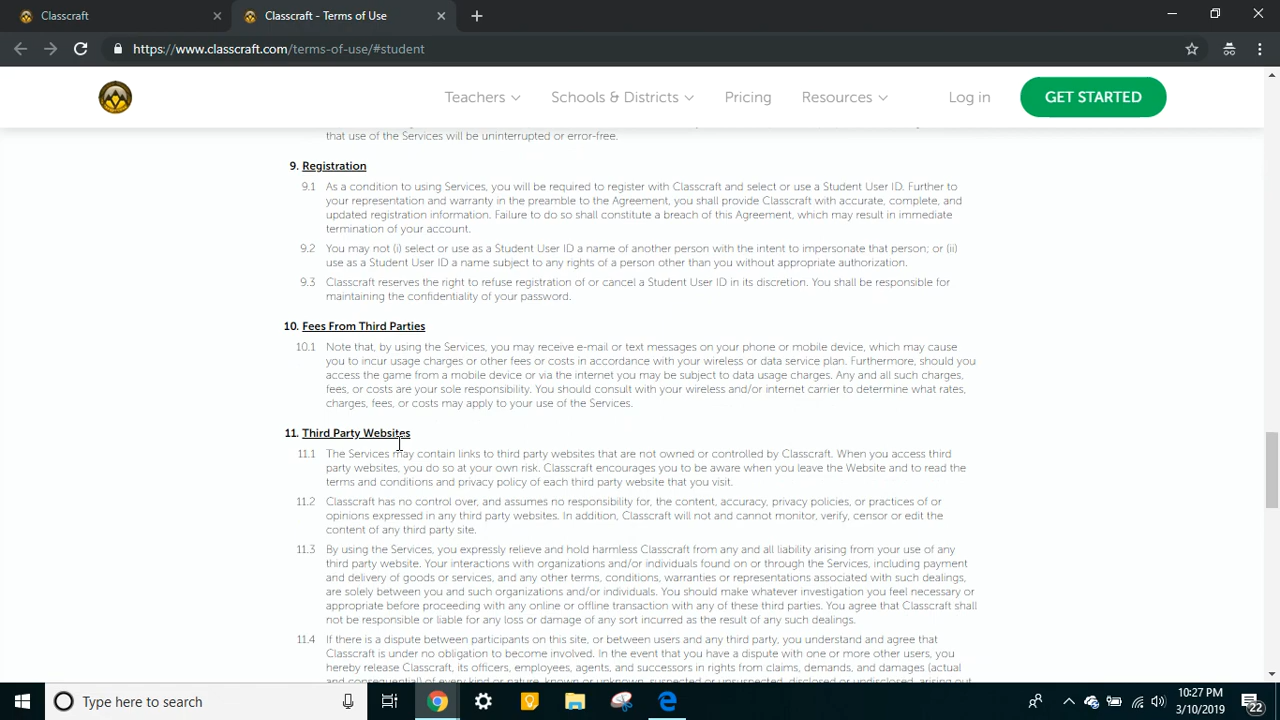 Classcraft
Classcraft - Terms of Use
https://www.classcraft.com/terms-of-use/#student
Teachers
Schools & Districts
Pricing
Resources
Log in
GET STARTED
that use of the Services will be uninterrupted or error-free.
9. Registration
9.1 As a condition to using Services, you will be required to register with Classcraft and select or use a Student User ID. Further to
your representation and warranty in the preamble to the Agreement, you shall provide Classcraft with accurate, complete, and
updated registration information. Failure to do so shall constitute a breach of this Agreement, which may result in immediate
termination of your account.
9.2 You may not (i) select or use as a Student User ID a name of another person with the intent to impersonate that person; or (ii)
use as a Student User ID a name subject to any rights of a person other than you without appropriate authorization.
9.3 Classcraft reserves the right to refuse registration of or cancel a Student User ID in its discretion. You shall be responsible for
maintaining the confidentiality of your password.
10. Fees From Third Parties
10.1 Note that, by using the Services, you may receive e-mail or text messages on your phone or mobile device, which may cause
you to incur usage charges or other fees or costs in accordance with your wireless or data service plan. Furthermore, should you
access the game from a mobile device or via the internet you may be subject to data usage charges. Any and all such charges,
fees, or costs are your sole responsibility. You should consult with your wireless and/or internet carrier to determine what rates,
charges, fees, or costs may apply to your use of the Services.
11. Third Party Websites
11.1 The Services may contain links to third party websites that are not owned or controlled by Classcraft. When you access third
party websites, you do so at your own risk. Classcraft encourages you to be aware when you leave the Website and to read the
terms and conditions and privacy policy of each third party website that you visit.
11.2 Classcraft has no control over, and assumes no responsibility for, the content, accuracy, privacy policies, or practices of or
opinions expressed in any third party websites. In addition, Classcraft will not and cannot monitor, verify, censor or edit the
content of any third party site.
11.3 By using the Services, you expressly relieve and hold harmless Classcraft from any and all liability arising from your use of any
third party website. Your interactions with organizations and/or individuals found on or through the Services, including payment
and delivery of goods or services, and any other terms, conditions, warranties or representations associated with such dealings,
are solely between you and such organizations and/or individuals. You should make whatever investigation you feel necessary or
appropriate before proceeding with any online or offline transaction with any of these third parties. You agree that Classcraft shall
not be responsible or liable for any loss or damage of any sort incurred as the result of any such dealings.
11.4 If there is a dispute between participants on this site, or between users and any third party, you understand and agree that
Classcraft is under no obligation to become involved. In the event that you have a dispute with one or more other users, you
hereby release Classcraft, its officers, employees, agents, and successors in rights from claims, demands, and damages (actual
and consequential) of every kind or nature, known or unknown, suspected or unsuspected, disclosed or undisclosed, arising out
Type here to search
10:27 PM
3/10/2019
22